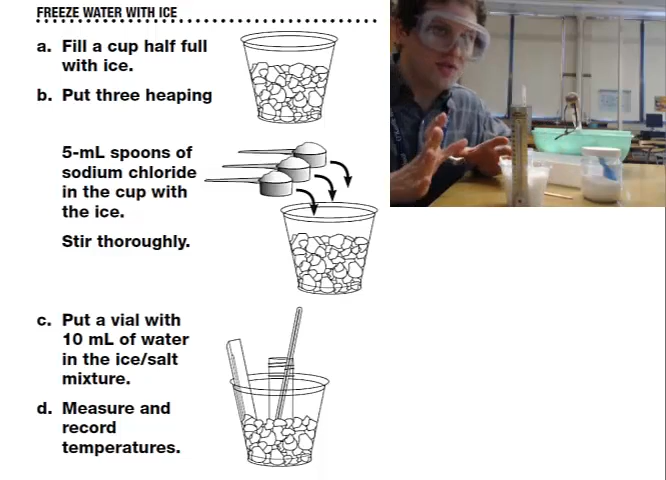 FREEZE WATER WITH ICE
a. Fill a cup half full
with ice.
b. Put three heaping
5-mL spoons of
sodium chloride
in the cup with
the ice.
Stir thoroughly.
c. Put a vial with
10 mL of water
in the ice/salt
mixture.
d. Measure and
record
temperatures.